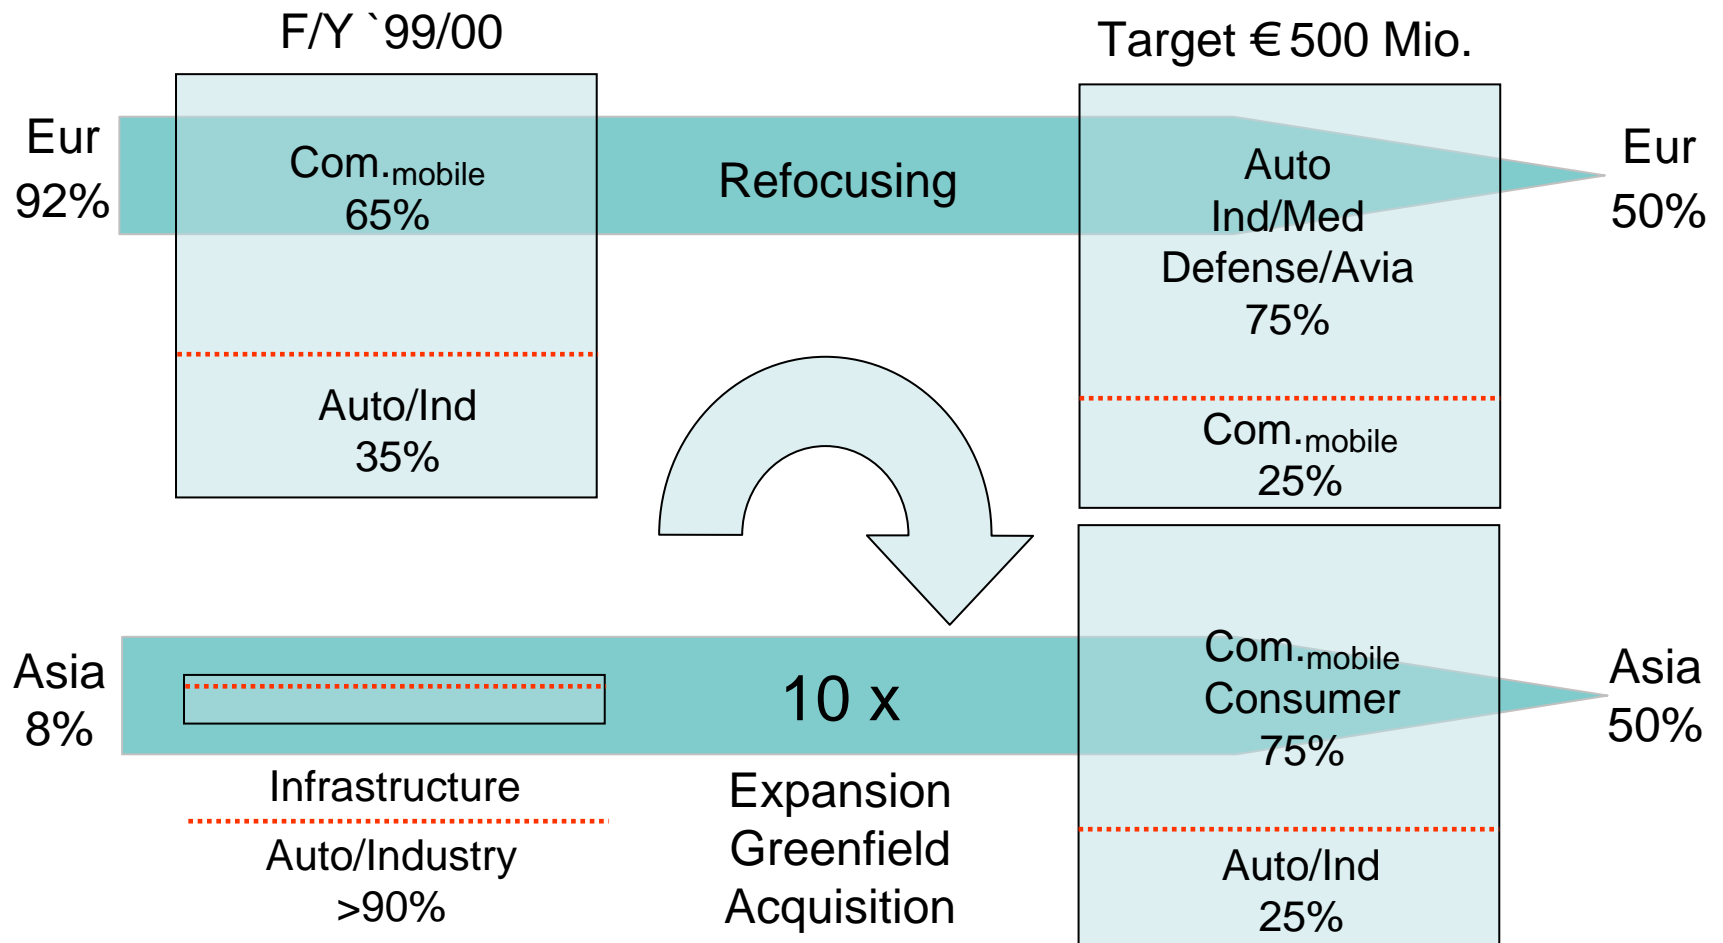 F/Y `99/00
Target € 500 Mio.
Eur
92%
Com.mobile
65%
Refocusing
Auto
Ind/Med
Defense/Avia
75%
Eur
50%
Auto/Ind
35%
Com.mobile
25%
Asia
8%
10 x
Com.mobile
Consumer
75%
Asia
50%
Infrastructure
Auto/Industry
>90%
Expansion
Greenfield
Acquisition
Auto/Ind
25%